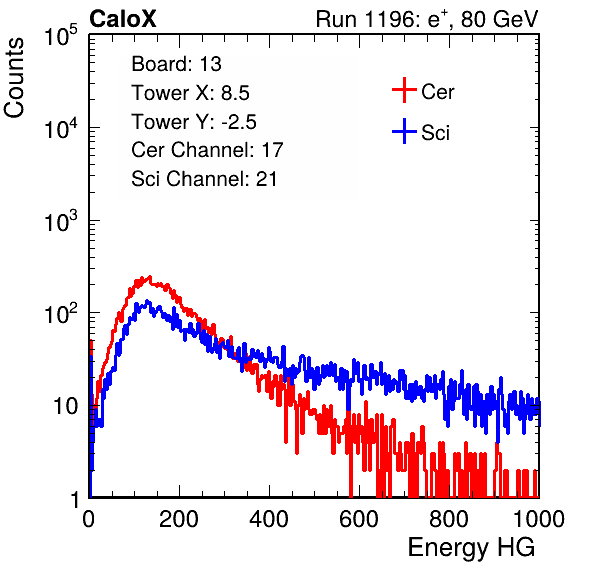 CaloX Run 1196: e⁺, 80 GeV
Counts
Board: 13
Tower X: 8.5
Tower Y: -2.5
Cer Channel: 17
Sci Channel: 21
Cer
Sci
10⁵
10⁴
10³
10²
10
1
0 200 400 600 800 1000
Energy HG